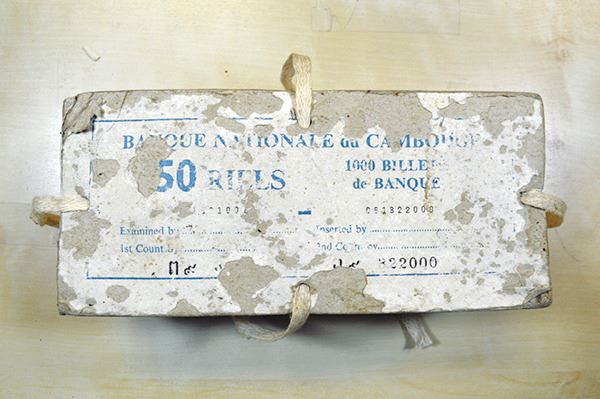 BANQUE NATIONALE du CAMBODGE
50 RIELS 1000 BILLETS
de BANQUE
- 051322000
Examined by Inserted by
1st Count by 2nd Count by
322000